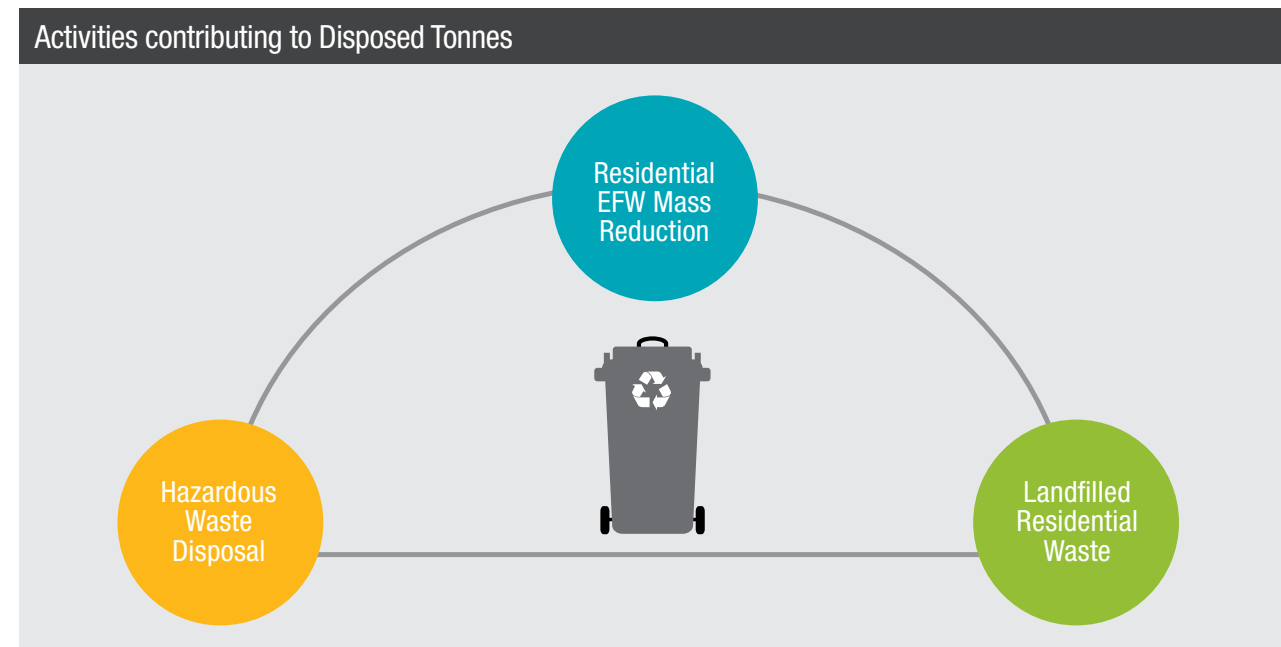 Activities contributing to Disposed Tonnes
Residential
EFW Mass
Reduction
Hazardous
Waste
Disposal
Landfilled
Residential
Waste